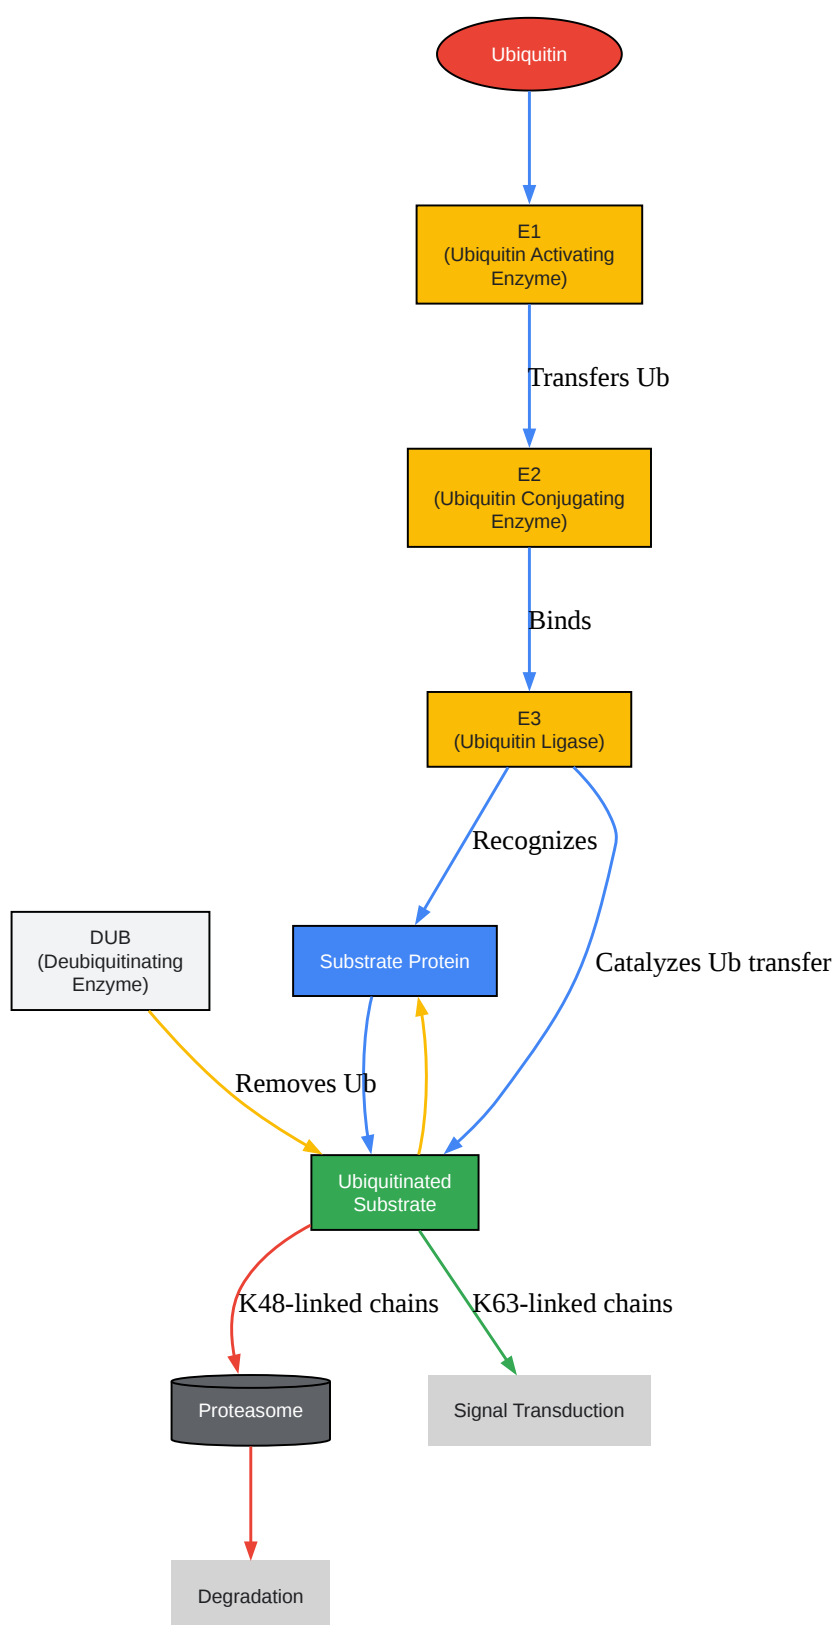 Ubiquitin
E1
(Ubiquitin Activating
Enzyme)
Transfers Ub
E2
(Ubiquitin Conjugating
Enzyme)
Binds
E3
(Ubiquitin Ligase)
Recognizes
DUB
(Deubiquitinating
Enzyme)
Substrate Protein
Catalyzes Ub transfer
Removes Ub
Ubiquitinated
Substrate
K48-linked chains
K63-linked chains
Proteasome
Signal Transduction
Degradation